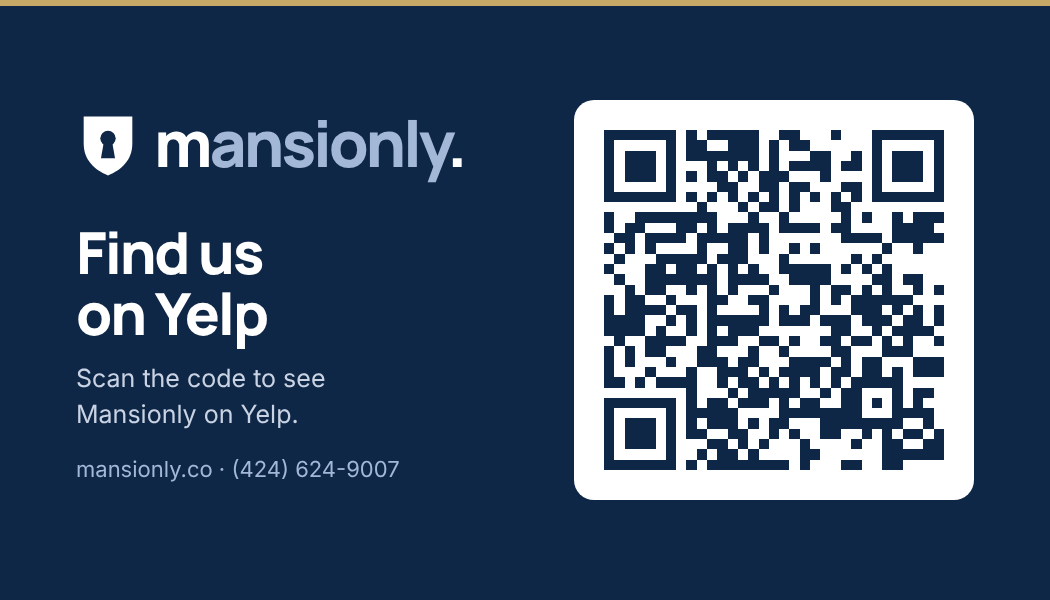 mansionly.
Find us
on Yelp
Scan the code to see
Mansionly on Yelp.
mansionly.co · (424) 624-9007